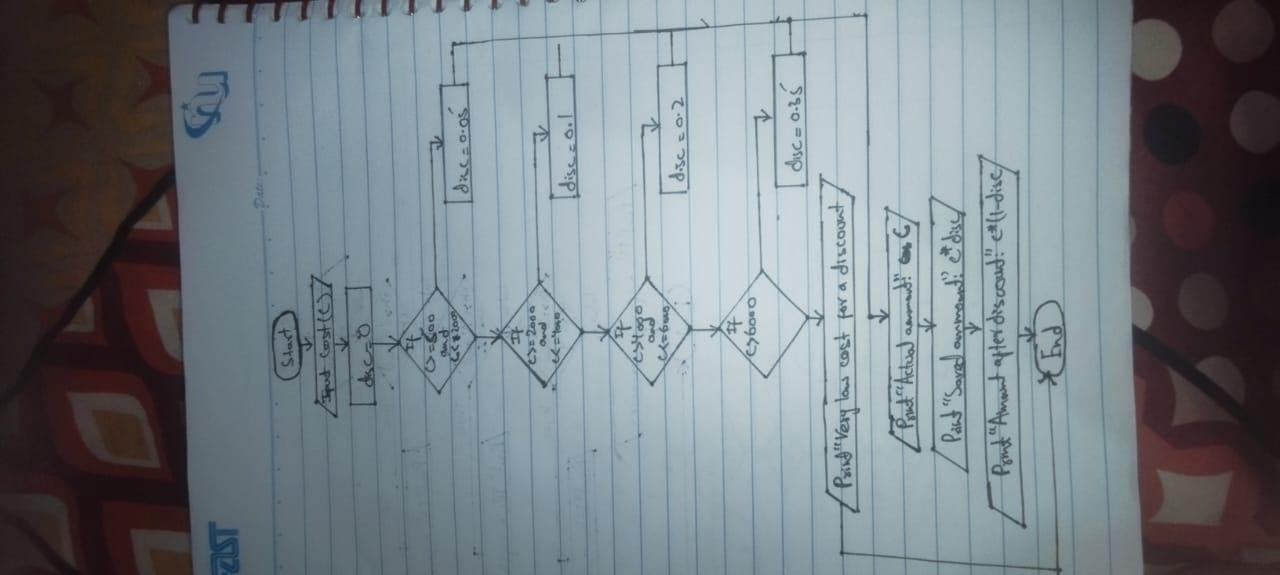 Start
Input Cost(C)
disc = 0
If
C>=500
and
disc = 0.05
If
C>=2000
and
C<=4000
disc = 0.1
If
C>4000
and
C<=6000
disc = 0.2
If
C>6000
disc = 0.35
Print "Very low cost for a discount
Print "Actual ammount:" C
Print "Saved ammount:" C*disc
Print "Amount after discount:" C*(1-disc)
End